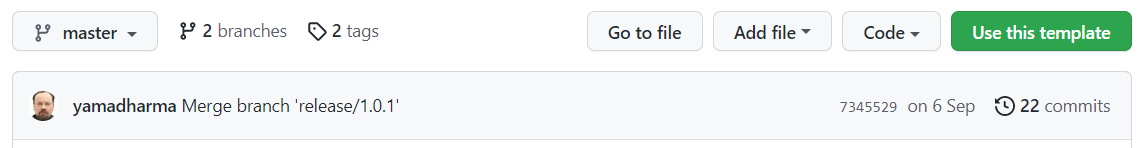 master 2 branches 2 tags Go to file Add file Code Use this template
yamadharma Merge branch 'release/1.0.1' 7345529 on 6 Sep 22 commits